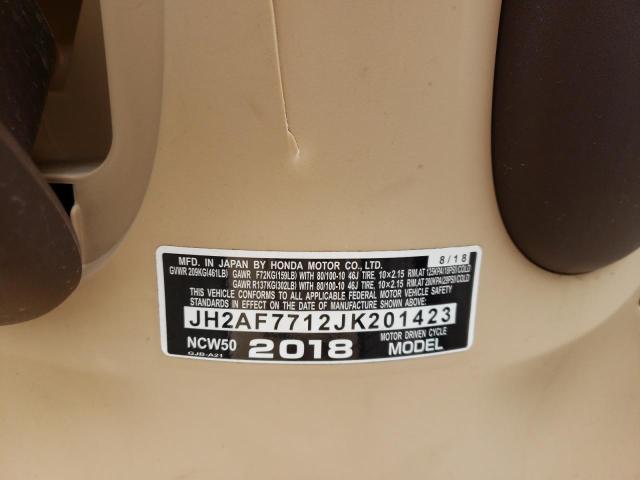 MFD. IN JAPAN BY HONDA MOTOR CO., LTD. 8/18
GVWR 209KG(461LB) GAWR F72KG(159LB) WITH 80/100-10 46J TIRE, 10×2.15 RIM, AT 125KPA(18PSI)COLD
GAWR R137KG(302LB) WITH 80/100-10 46J TIRE, 10×2.15 RIM, AT 280KPA(29PSI)COLD
THIS VEHICLE CONFORMS TO ALL APPLICABLE FEDERAL MOTOR VEHICLE
SAFETY STANDARDS IN EFFECT ON THE DATE OF MANUFACTURE SHOWN ABOVE.
JH2AF7712JK201423
NCW50 2018 MOTOR DRIVEN CYCLE
GJB-A21 MODEL